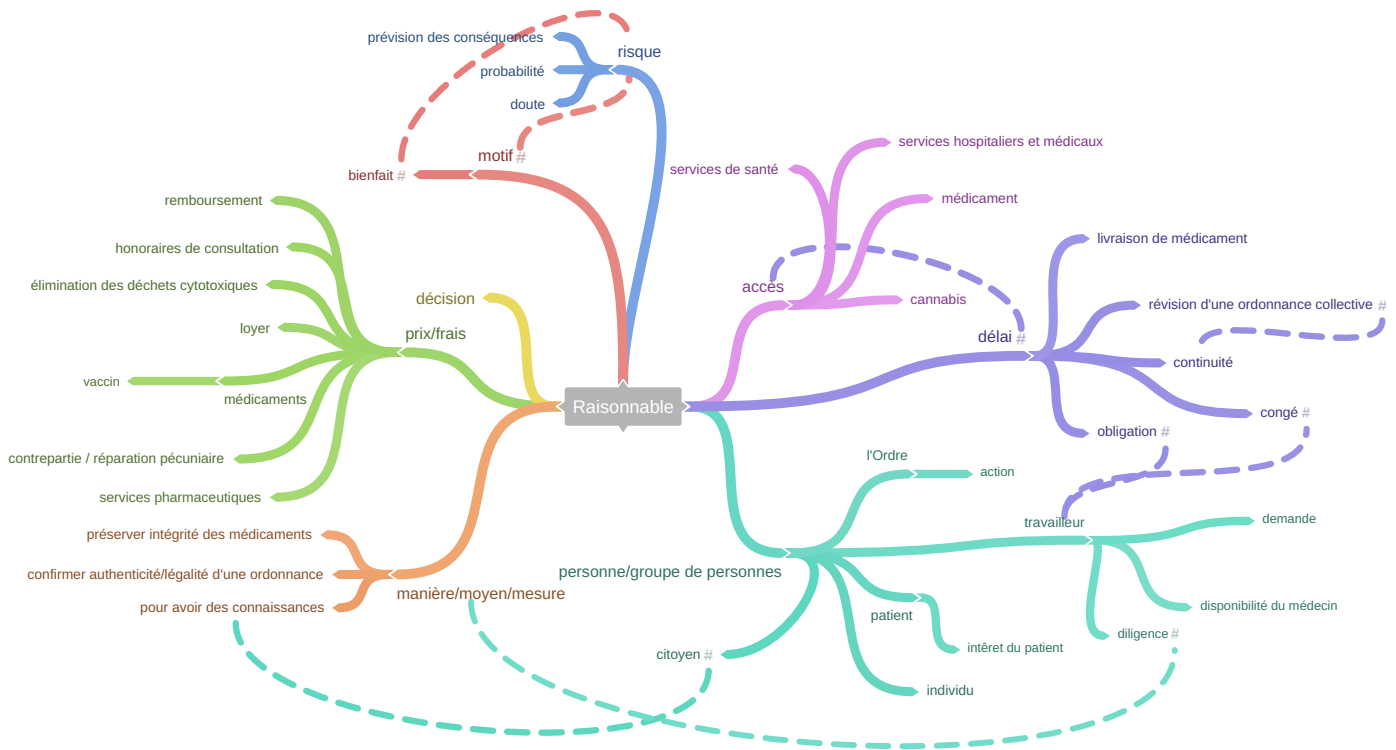 prévision des conséquences
risque
probabilité
doute
motif #
bienfait #
services hospitaliers et médicaux
services de santé
médicament
accès
cannabis
livraison de médicament
révision d'une ordonnance collective #
délai #
continuité
congé #
obligation #
remboursement
honoraires de consultation
élimination des déchets cytotoxiques
loyer
vaccin
médicaments
contrepartie / réparation pécuniaire
services pharmaceutiques
décision
prix/frais
Raisonnable
préserver intégrité des médicaments
confirmer authenticité/légalité d'une ordonnance
pour avoir des connaissances
manière/moyen/mesure
personne/groupe de personnes
l'Ordre
action
travailleur
demande
disponibilité du médecin
diligence #
patient
intêret du patient
citoyen #
individu